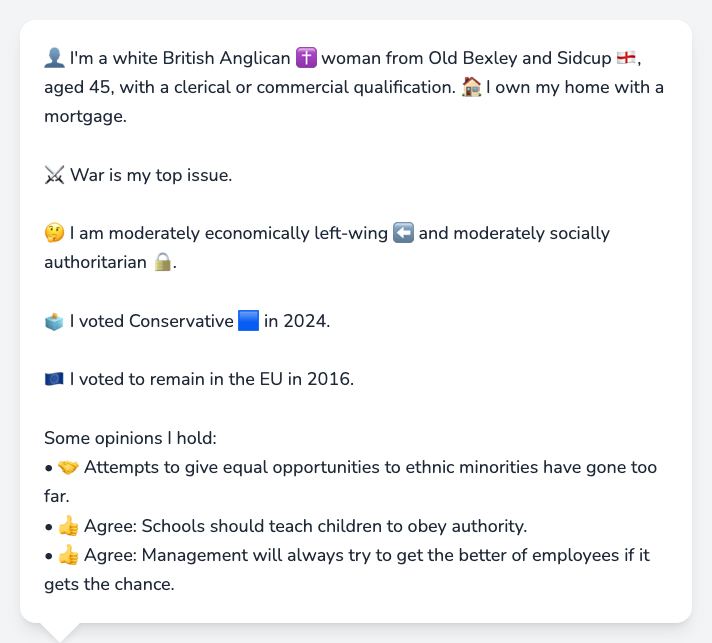 👤 I'm a white British Anglican ✝️ woman from Old Bexley and Sidcup 🏴󠁧󠁢󠁥󠁮󠁧󠁿,
aged 45, with a clerical or commercial qualification. 🏠 I own my home with a
mortgage.
⚔️ War is my top issue.
🤔 I am moderately economically left-wing ⬅️ and moderately socially
authoritarian 🔒.
🗳️ I voted Conservative 🟦 in 2024.
🇪🇺 I voted to remain in the EU in 2016.
Some opinions I hold:
• 🤝 Attempts to give equal opportunities to ethnic minorities have gone too
far.
• 👍 Agree: Schools should teach children to obey authority.
• 👍 Agree: Management will always try to get the better of employees if it
gets the chance.